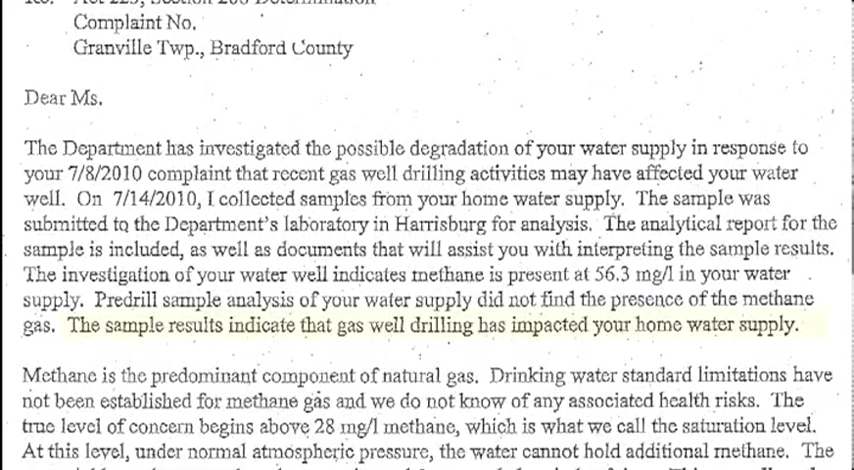 Complaint No.
Granville Twp., Bradford County
Dear Ms.
The Department has investigated the possible degradation of your water supply in response to
your 7/8/2010 complaint that recent gas well drilling activities may have affected your water
well. On 7/14/2010, I collected samples from your home water supply. The sample was
submitted to the Department's laboratory in Harrisburg for analysis. The analytical report for the
sample is included, as well as documents that will assist you with interpreting the sample results.
The investigation of your water well indicates methane is present at 56.3 mg/l in your water
supply. Predrill sample analysis of your water supply did not find the presence of the methane
gas. The sample results indicate that gas well drilling has impacted your home water supply.
Methane is the predominant component of natural gas. Drinking water standard limitations have
not been established for methane gas and we do not know of any associated health risks. The
true level of concern begins above 28 mg/l methane, which is what we call the saturation level.
At this level, under normal atmospheric pressure, the water cannot hold additional methane. The